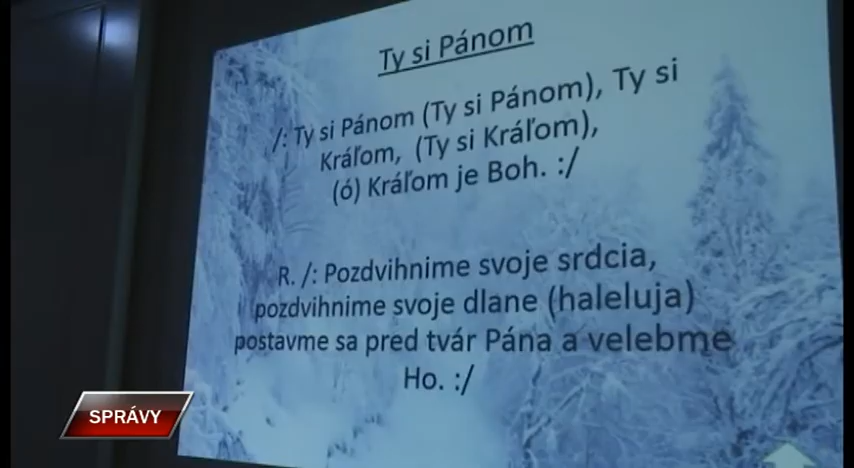 Ty si Pánom
/: Ty si Pánom (Ty si Pánom), Ty si
Kráľom, (Ty si Kráľom),
(ó) Kráľom je Boh. :/
R. /: Pozdvihnime svoje srdcia,
pozdvihnime svoje dlane (haleluja)
postavme sa pred tvár Pána a velebme
Ho. :/
SPRÁVY